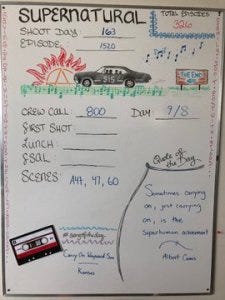 SUPERNATURAL
TOTAL EPISODES
326
SHOOT DAY: 163
EPISODE 1520
THE END
CREW CALL: 800 DAY 9/8
FIRST SHOT
LUNCH
SCENES: A47, 47, 60
Quote of the Day
Sometimes carrying
on, just carrying
on, is the
superhuman achievement
Albert Camus
#songoftheday
Carry On Wayward Son
Kansas